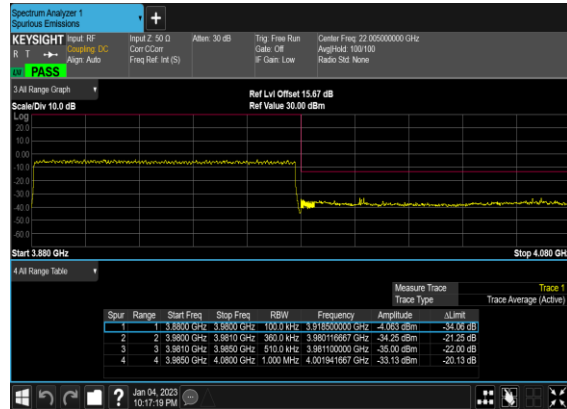 Spectrum Analyzer 1
Spurious Emissions
+
KEYSIGHT Input: RF Input Z: 50 Ω Atten: 30 dB Trig: Free Run Center Freq: 22.005000000 GHz
R T Coupling: DC Corr CCorr Gate: Off Avg|Hold: 100/100
Align: Auto Freq Ref: Int (S) IF Gain: Low Radio Std: None
PASS
3 All Range Graph
Ref Lvl Offset 15.67 dB
Scale/Div 10.0 dB Ref Value 30.00 dBm
Log
20.0
10.0
0.00
-10.0
-20.0
-30.0
-40.0
-50.0
-60.0
Start 3.880 GHz Stop 4.080 GH
4 All Range Table
Measure Trace Trace 1
Trace Type Trace Average (Active)
Spur Range Start Freq Stop Freq RBW Frequency Amplitude ΔLimit
1 1 3.8800 GHz 3.9800 GHz 100.0 kHz 3.918500000 GHz -4.063 dBm -34.06 dB
2 2 3.9800 GHz 3.9810 GHz 360.0 kHz 3.980116667 GHz -34.25 dBm -21.25 dB
3 3 3.9810 GHz 3.9850 GHz 510.0 kHz 3.981100000 GHz -35.00 dBm -22.00 dB
4 4 3.9850 GHz 4.0800 GHz 1.000 MHz 4.001941667 GHz -33.13 dBm -20.13 dB
? Jan 04, 2023
10:17:19 PM